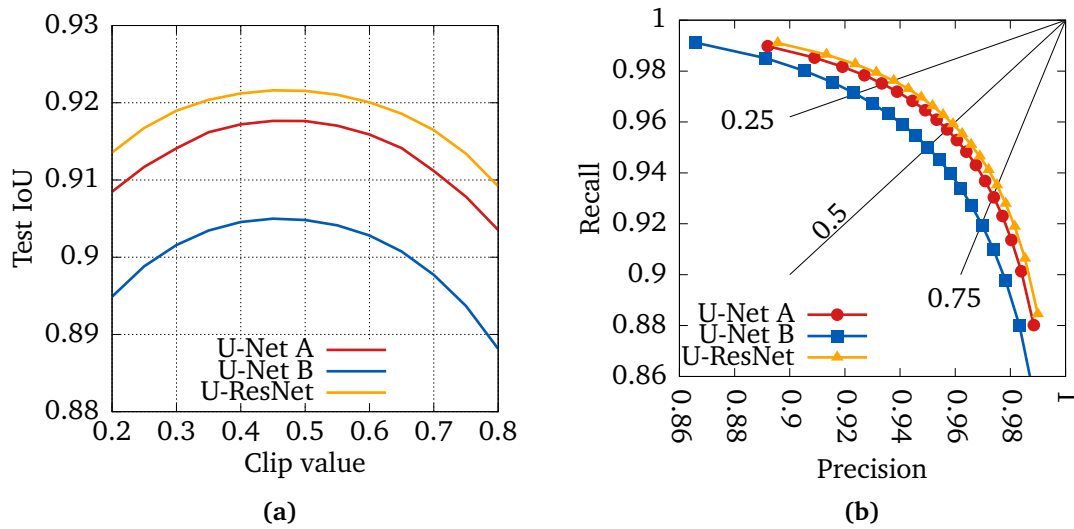 0.93
0.92
0.91
0.9
0.89
0.88
Test IoU
U-Net A
U-Net B
U-ResNet
0.2 0.3 0.4 0.5 0.6 0.7 0.8
Clip value
(a)
1
0.98
0.96
0.94
0.92
0.9
0.88
0.86
Recall
0.25
0.5
0.75
U-Net A
U-Net B
U-ResNet
0.86 0.88 0.9 0.92 0.94 0.96 0.98 1
Precision
(b)